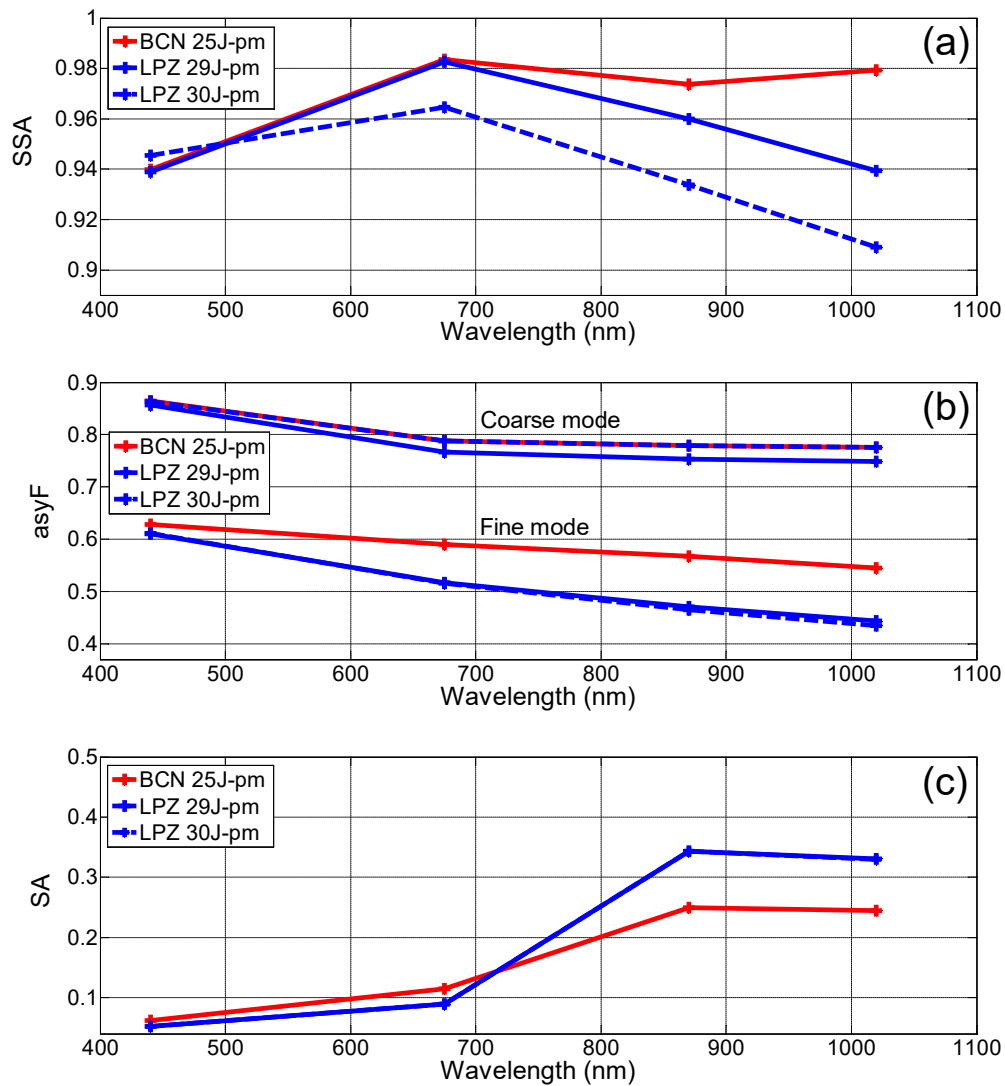 1
(a)
BCN 25J-pm
LPZ 29J-pm
LPZ 30J-pm
0.98
0.96
0.94
0.92
0.9
SSA
400 500 600 700 800 900 1000 1100
Wavelength (nm)
0.9
(b)
Coarse mode
0.8
BCN 25J-pm
LPZ 29J-pm
LPZ 30J-pm
0.7
0.6
Fine mode
0.5
0.4
asyF
400 500 600 700 800 900 1000 1100
Wavelength (nm)
0.5
(c)
BCN 25J-pm
LPZ 29J-pm
LPZ 30J-pm
0.4
0.3
0.2
0.1
SA
400 500 600 700 800 900 1000 1100
Wavelength (nm)